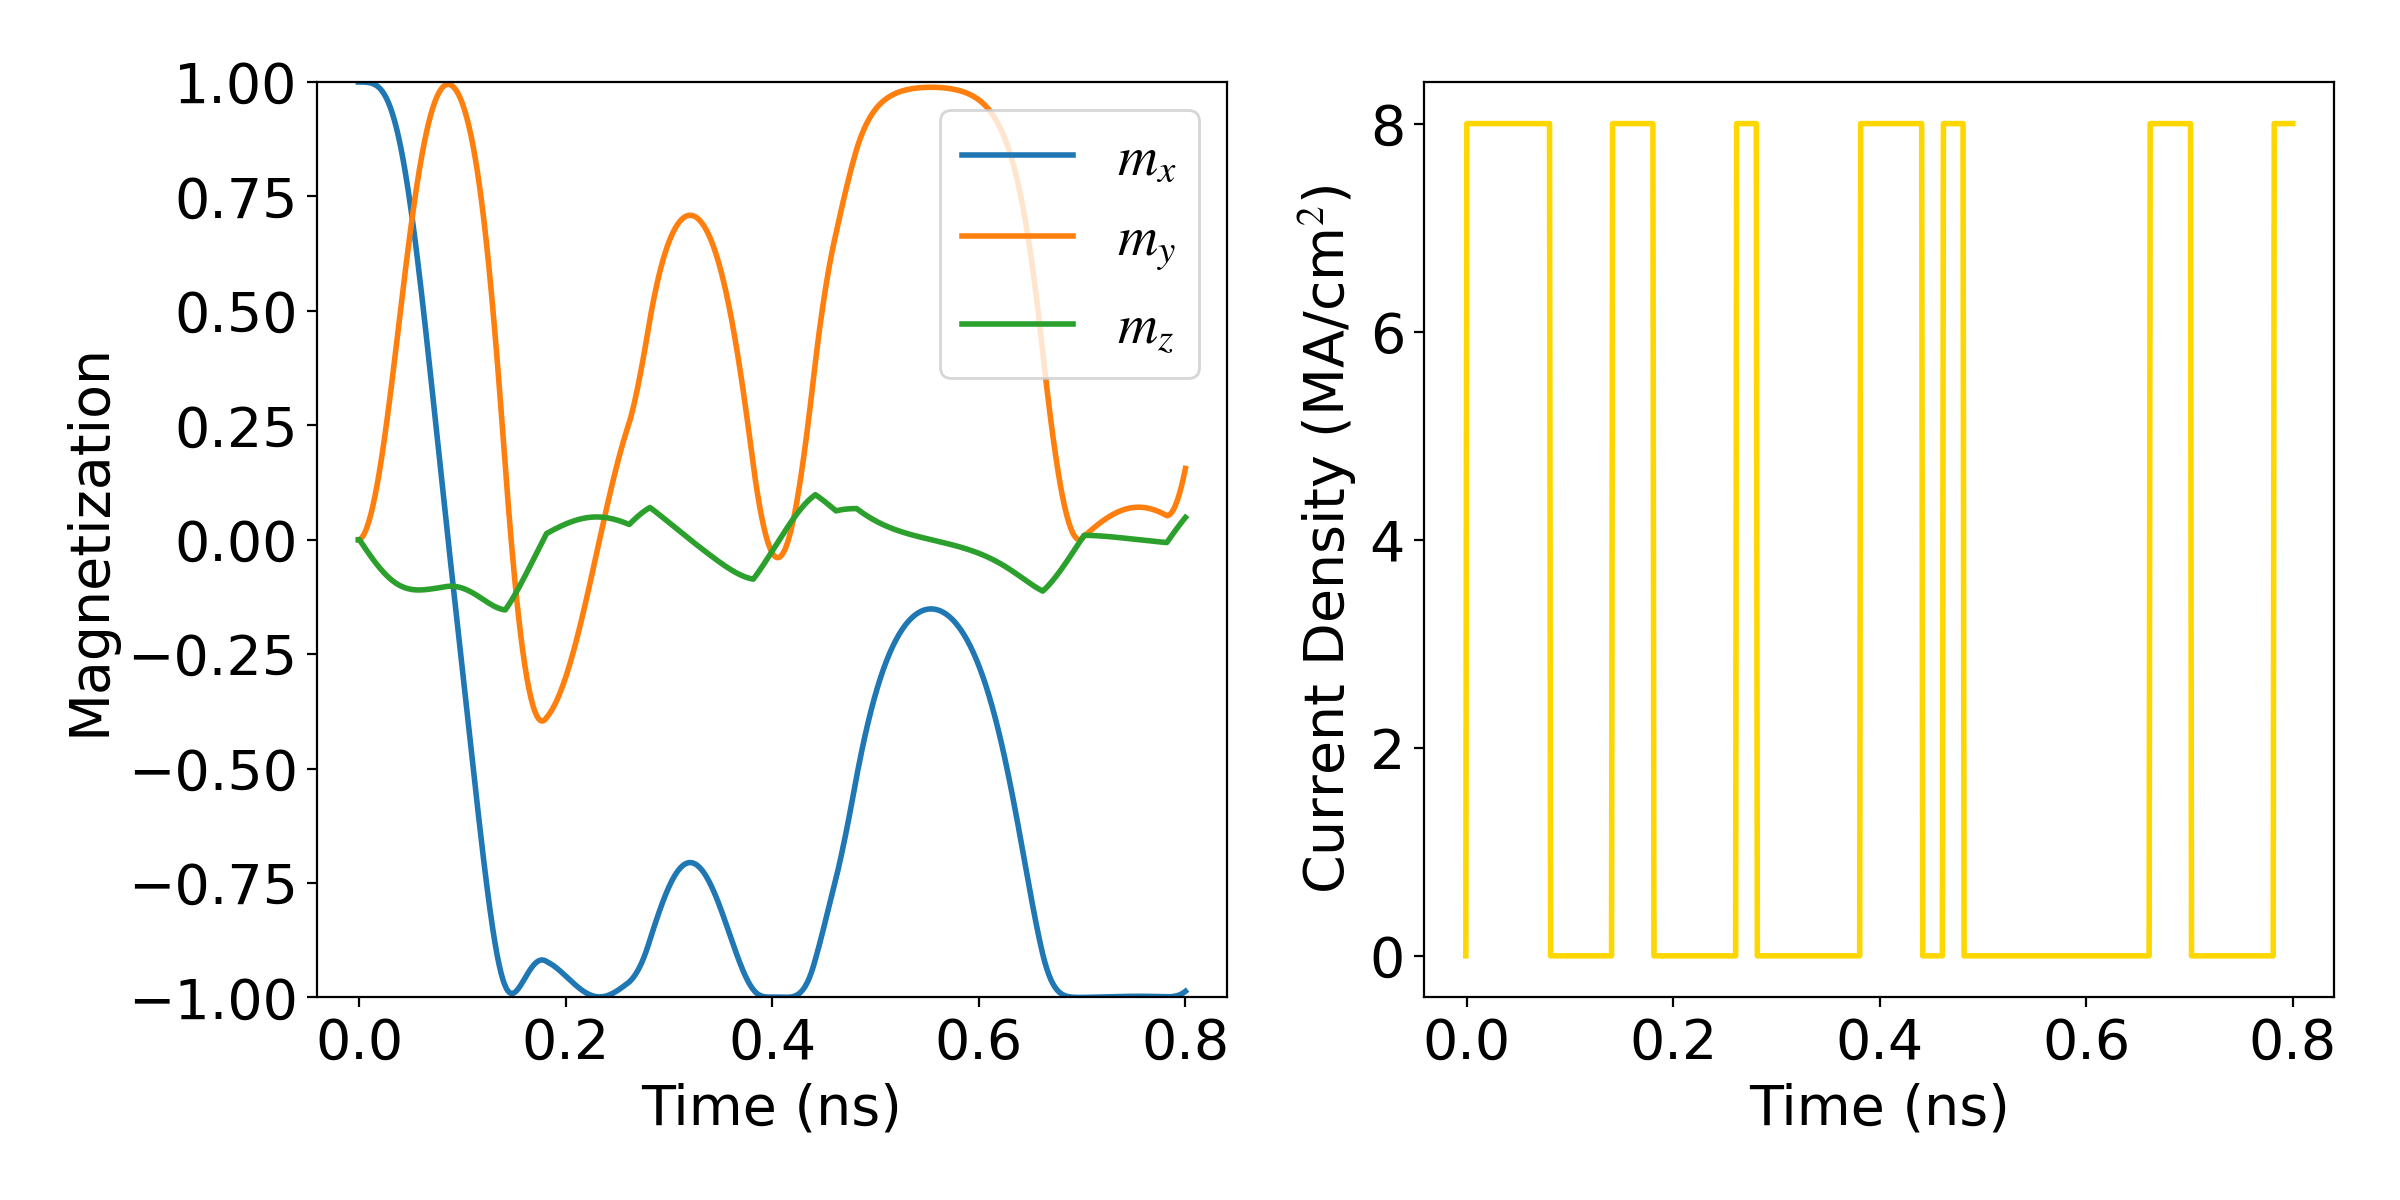 1.00
0.75
0.50
0.25
0.00
−0.25
−0.50
−0.75
−1.00
Magnetization
0.0 0.2 0.4 0.6 0.8
Time (ns)
m_x
m_y
m_z
8
6
4
2
0
Current Density (MA/cm²)
0.0 0.2 0.4 0.6 0.8
Time (ns)